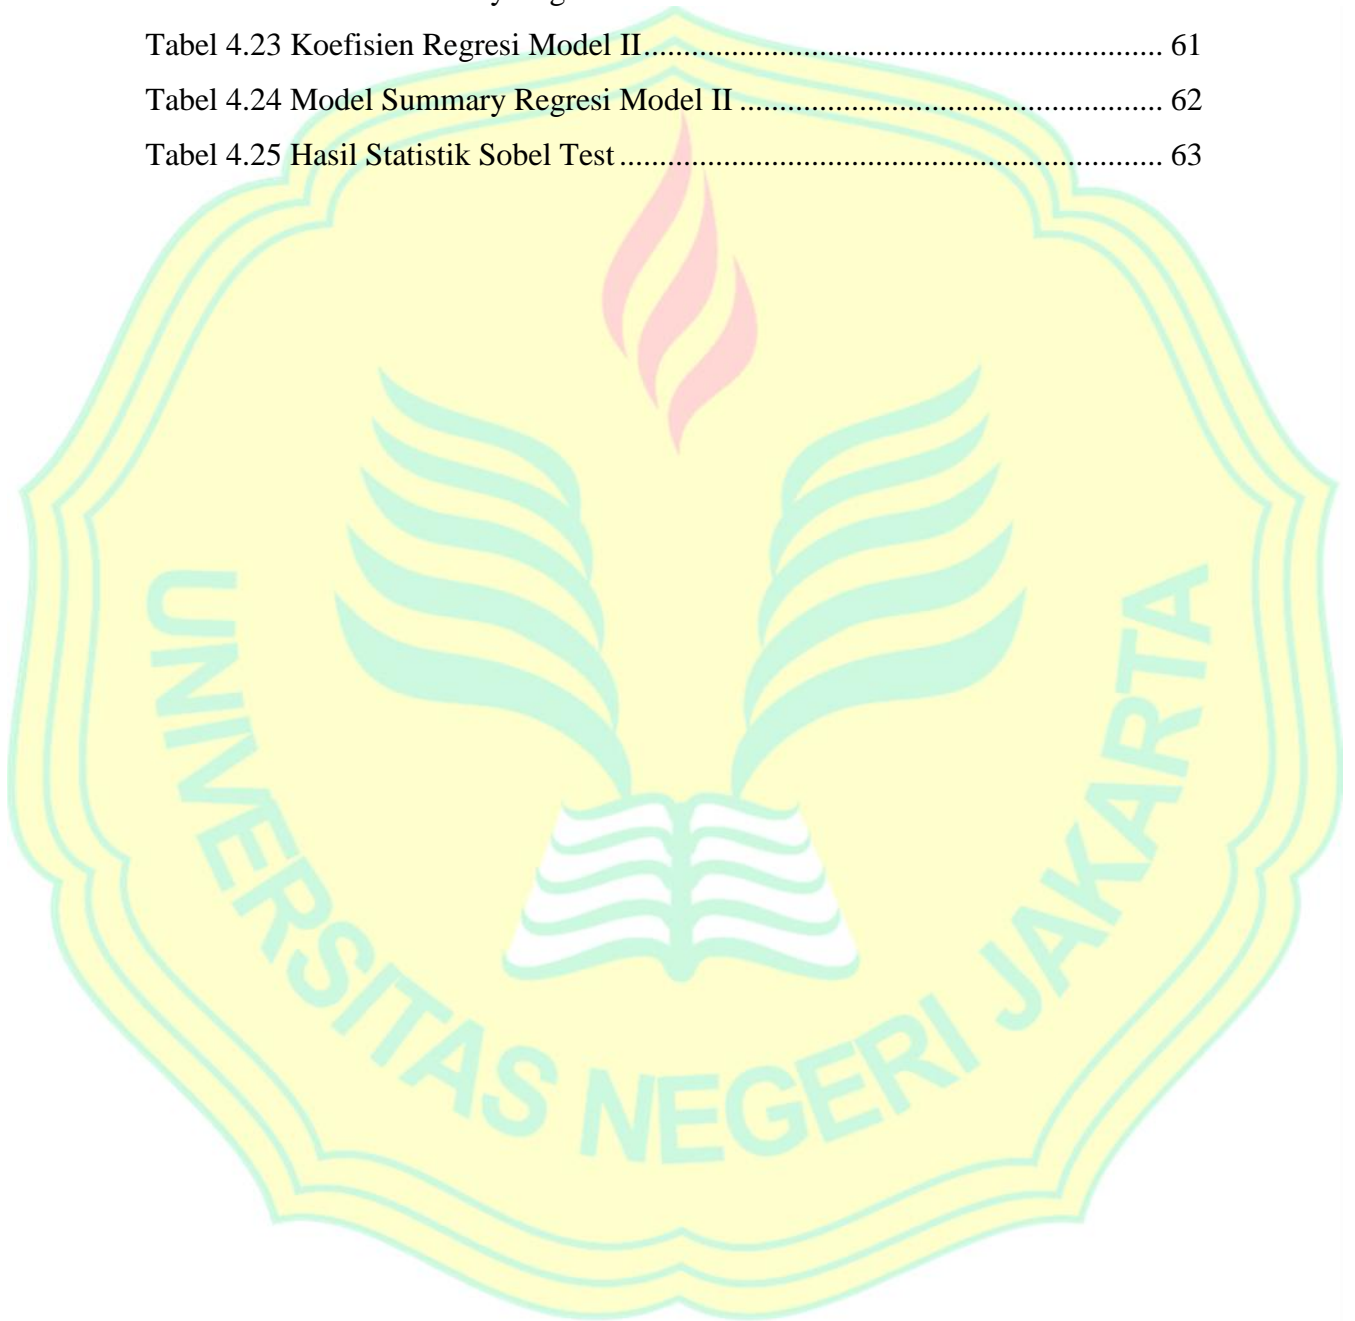 Tabel 4.23 Koefisien Regresi Model II................................................................ 61
Tabel 4.24 Model Summary Regresi Model II .................................................... 62
Tabel 4.25 Hasil Statistik Sobel Test ................................................................... 63
UNIVERSITAS NEGERI JAKARTA